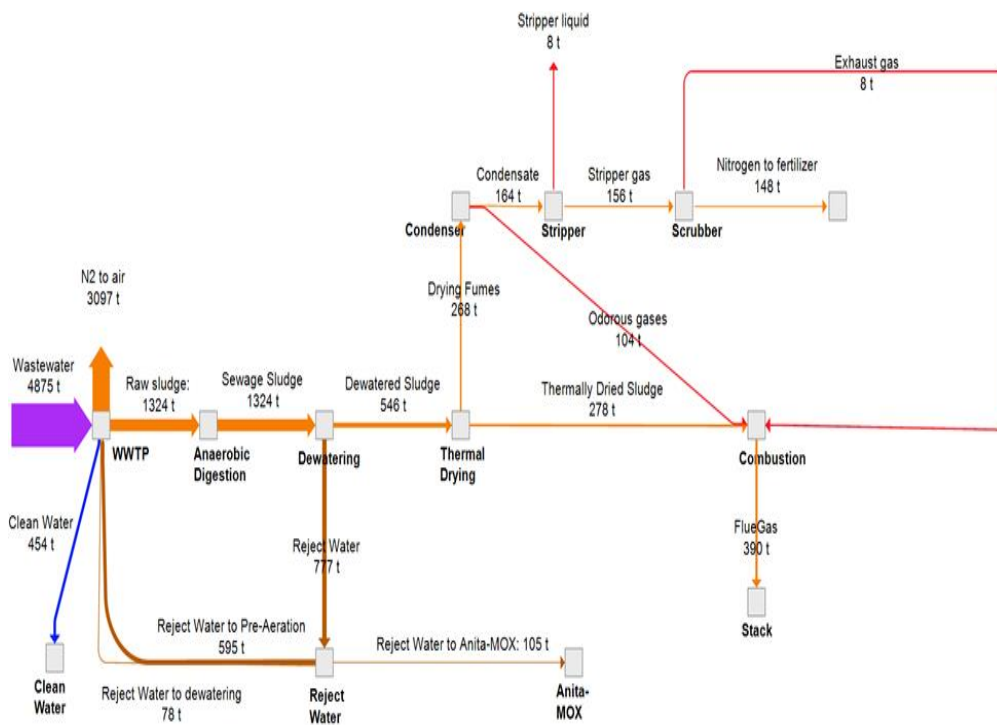 Stripper liquid
8 t
Exhaust gas
8 t
Condensate
164 t
Stripper gas
156 t
Nitrogen to fertilizer
148 t
Condenser
Stripper
Scrubber
N2 to air
3097 t
Drying Fumes
268 t
Odorous gases
104 t
Wastewater
4875 t
Raw sludge:
1324 t
Sewage Sludge
1324 t
Dewatered Sludge
546 t
Thermally Dried Sludge
278 t
WWTP
Anaerobic
Digestion
Dewatering
Thermal
Drying
Combustion
Clean Water
454 t
Reject Water
777 t
FlueGas
390 t
Stack
Reject Water to Pre-Aeration
595 t
Reject Water to Anita-MOX: 105 t
Reject Water to dewatering
78 t
Clean
Water
Reject
Water
Anita-
MOX